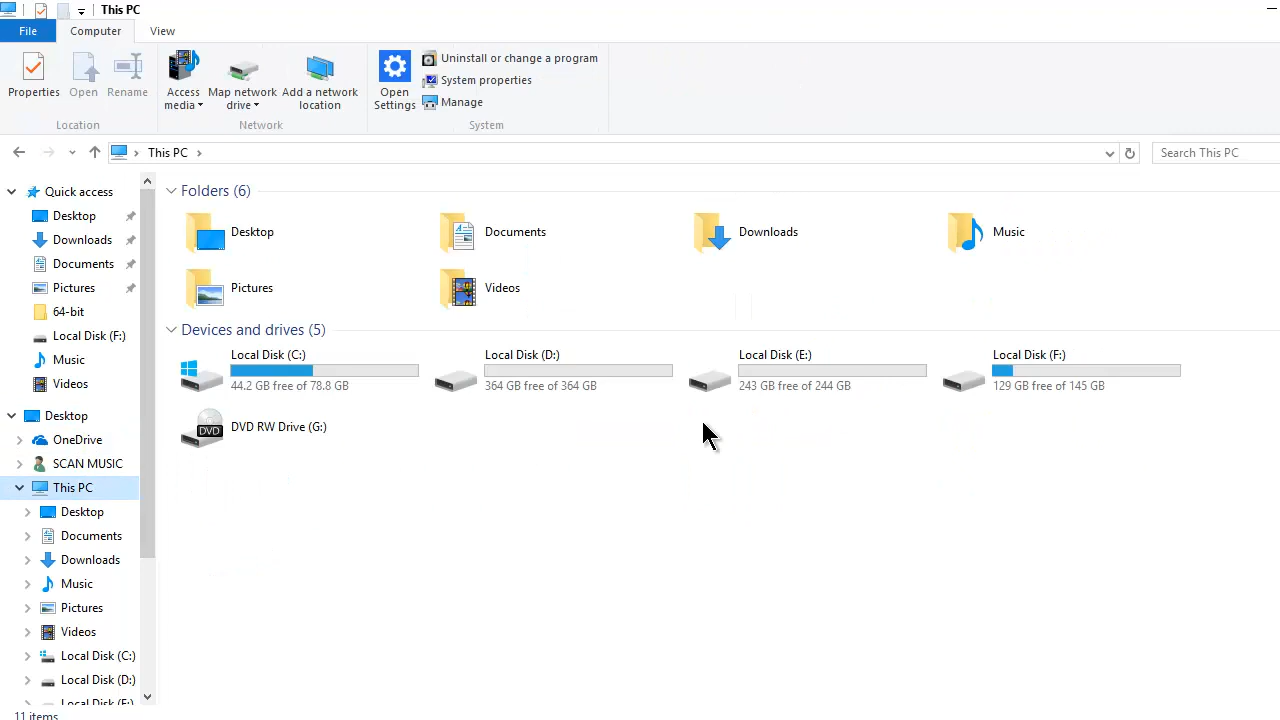 This PC
File
Computer
View
Properties
Open
Rename
Access media
Map network drive
Add a network location
Open Settings
Uninstall or change a program
System properties
Manage
Location
Network
System
This PC
Search This PC
Quick access
Desktop
Downloads
Documents
Pictures
64-bit
Local Disk (F:)
Music
Videos
Desktop
OneDrive
SCAN MUSIC
This PC
Desktop
Documents
Downloads
Music
Pictures
Videos
Local Disk (C:)
Local Disk (D:)
Local Disk (E:)
Folders (6)
Desktop
Documents
Downloads
Music
Pictures
Videos
Devices and drives (5)
Local Disk (C:)
44.2 GB free of 78.8 GB
Local Disk (D:)
364 GB free of 364 GB
Local Disk (E:)
243 GB free of 244 GB
Local Disk (F:)
129 GB free of 145 GB
DVD
DVD RW Drive (G:)
11 items